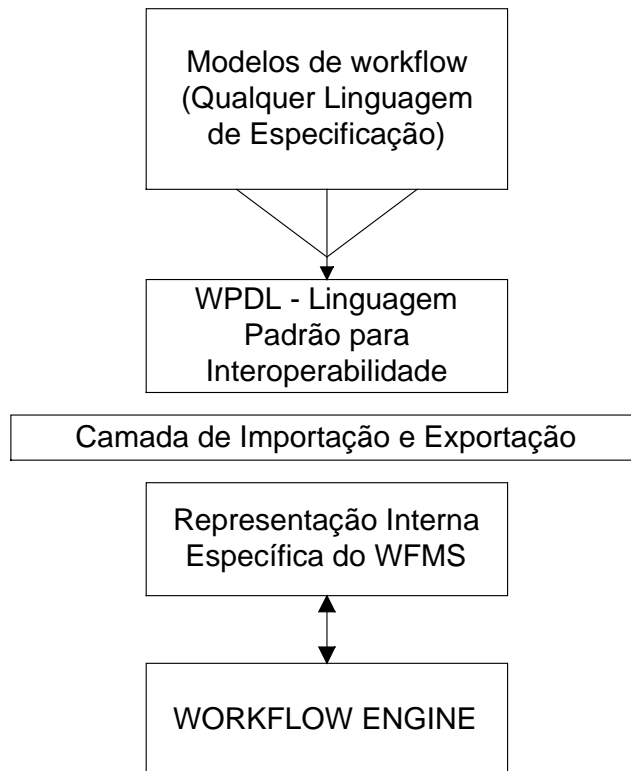 Modelos de workflow
(Qualquer Linguagem
de Especificação)
WPDL - Linguagem
Padrão para
Interoperabilidade
Camada de Importação e Exportação
Representação Interna
Específica do WFMS
WORKFLOW ENGINE